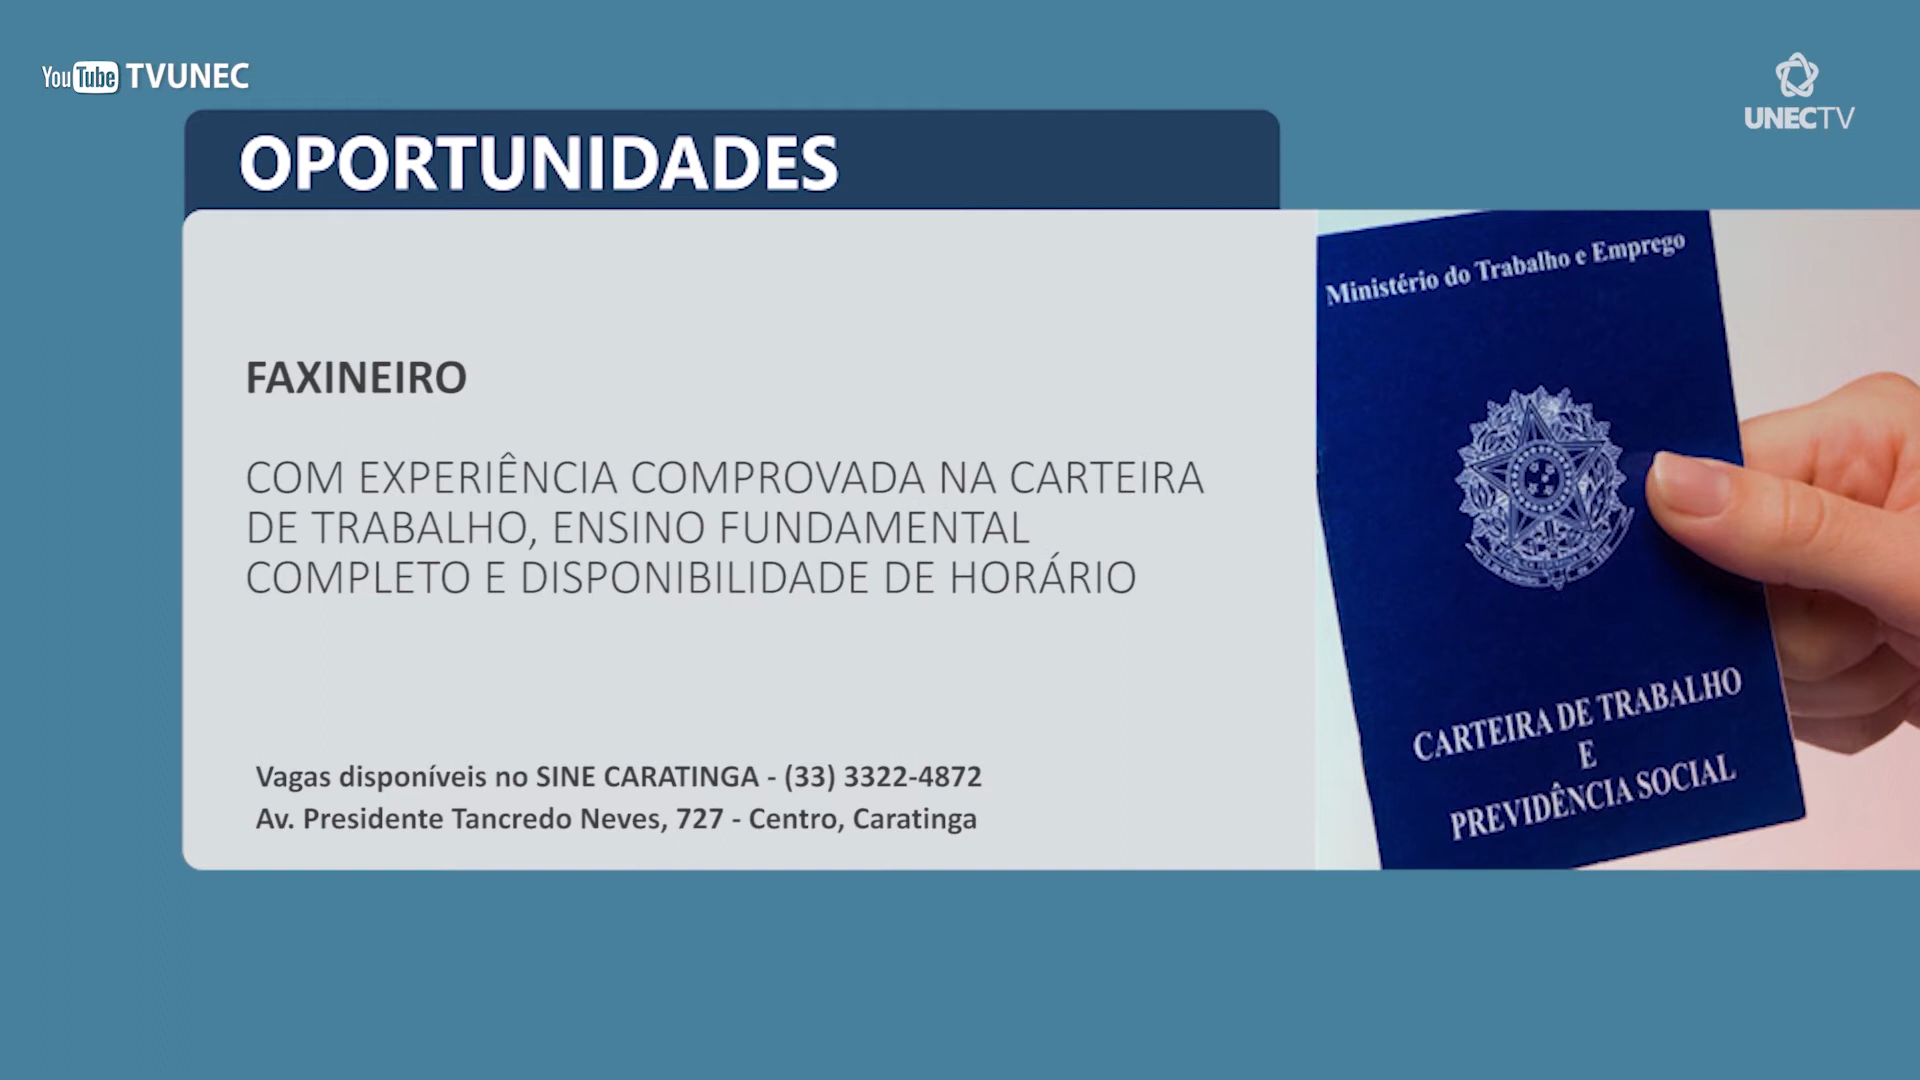 YouTube TVUNEC
UNECTV
OPORTUNIDADES
FAXINEIRO
COM EXPERIÊNCIA COMPROVADA NA CARTEIRA
DE TRABALHO, ENSINO FUNDAMENTAL
COMPLETO E DISPONIBILIDADE DE HORÁRIO
Vagas disponíveis no SINE CARATINGA - (33) 3322-4872
Av. Presidente Tancredo Neves, 727 - Centro, Caratinga
Ministério do Trabalho e Emprego
CARTEIRA DE TRABALHO
E
PREVIDÊNCIA SOCIAL